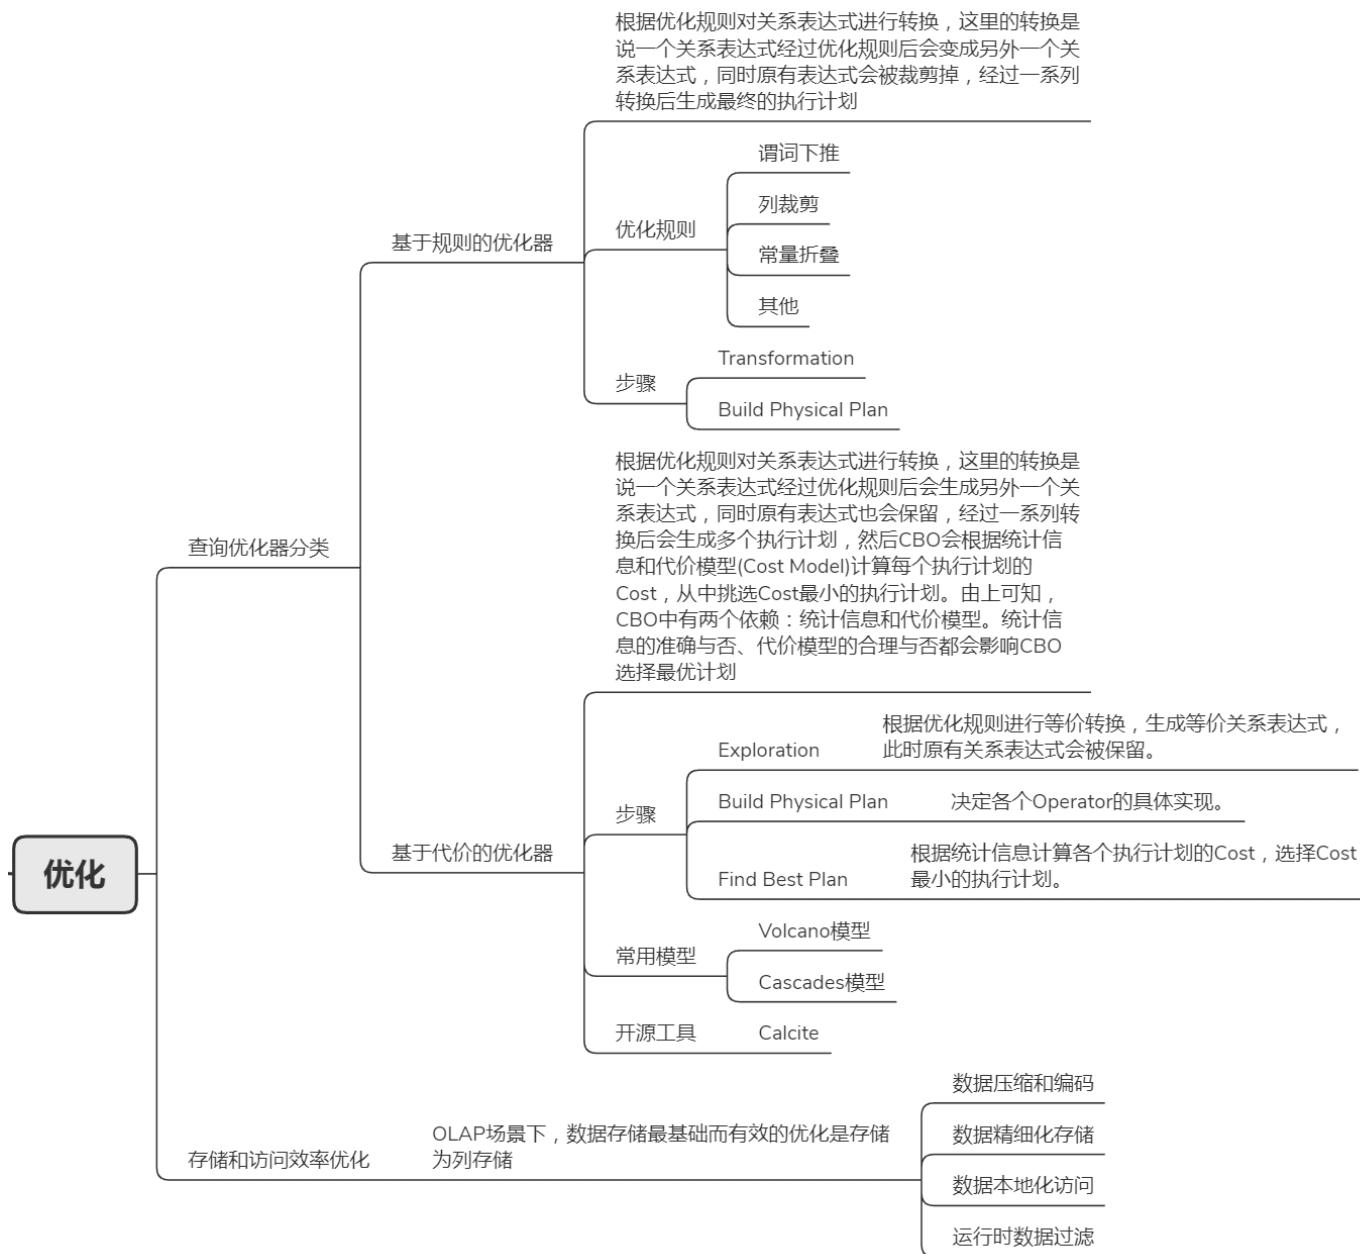 根据优化规则对关系表达式进行转换，这里的转换是
说一个关系表达式经过优化规则后会变成另外一个关
系表达式，同时原有表达式会被裁剪掉，经过一系列
转换后生成最终的执行计划
谓词下推
列裁剪
优化规则
基于规则的优化器
常量折叠
其他
Transformation
步骤
Build Physical Plan
根据优化规则对关系表达式进行转换，这里的转换是
说一个关系表达式经过优化规则后会生成另外一个关
系表达式，同时原有表达式也会保留，经过一系列转
换后会生成多个执行计划，然后CBO会根据统计信
息和代价模型(Cost Model)计算每个执行计划的
Cost，从中挑选Cost最小的执行计划。由上可知，
CBO中有两个依赖：统计信息和代价模型。统计信
息的准确与否、代价模型的合理与否都会影响CBO
选择最优计划
查询优化器分类
根据优化规则进行等价转换，生成等价关系表达式，
此时原有关系表达式会被保留。
Exploration
Build Physical Plan
决定各个Operator的具体实现。
步骤
基于代价的优化器
根据统计信息计算各个执行计划的Cost，选择Cost
最小的执行计划。
Find Best Plan
优化
Volcano模型
常用模型
Cascades模型
开源工具
Calcite
数据压缩和编码
OLAP场景下，数据存储最基础而有效的优化是存储
为列存储
数据精细化存储
存储和访问效率优化
数据本地化访问
运行时数据过滤